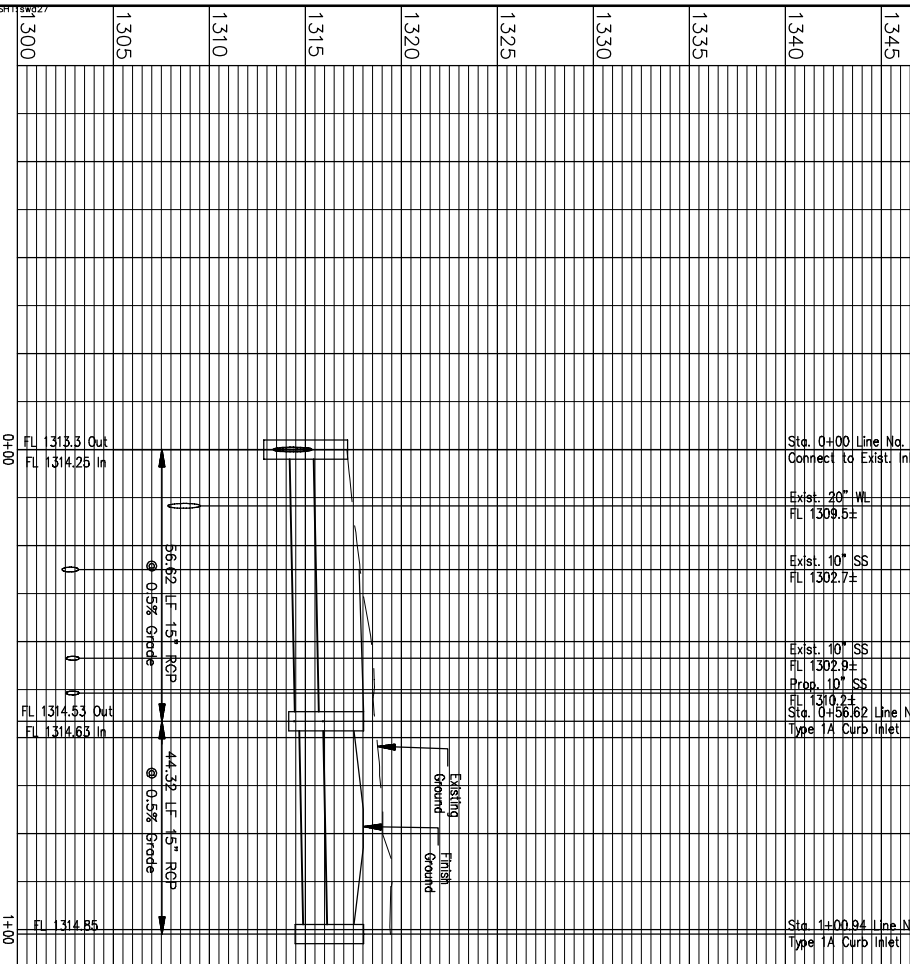 SHT:swd27
1300
1305
1310
1315
1320
1325
1330
1335
1340
1345
0+00
FL 1313.3 Out
FL 1314.25 In
Sta. 0+00 Line No.
Connect to Exist. In
Exist. 20" WL
FL 1309.5±
Exist. 10" SS
FL 1302.7±
56.62 LF 15" RCP
@ 0.5% Grade
Exist. 10" SS
FL 1302.9±
Prop. 10" SS
FL 1310.2±
FL 1314.53 Out
FL 1314.63 In
Sta. 0+56.62 Line N
Type 1A Curb Inlet
Existing
Ground
Finish
Ground
44.32 LF 15" RCP
@ 0.5% Grade
1+00
FL 1314.85
Sta. 1+00.94 Line N
Type 1A Curb Inlet